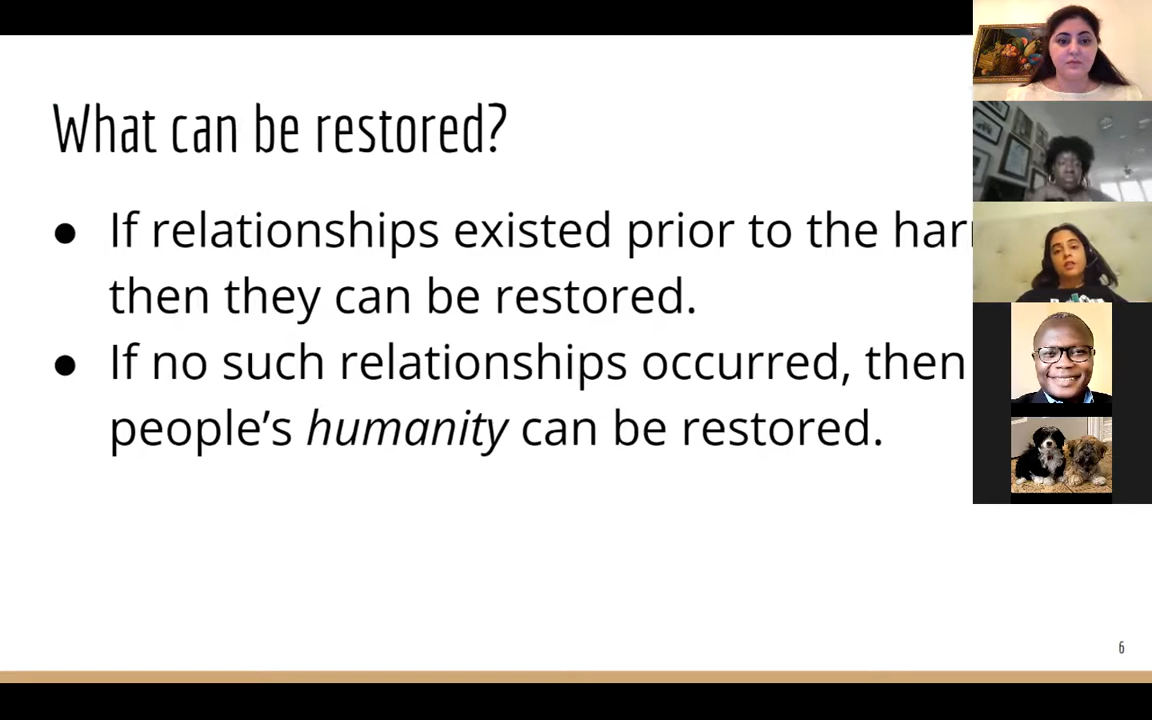 What can be restored?
● If relationships existed prior to the
then they can be restored.
● If no such relationships occurred, then
people's humanity can be restored.
6